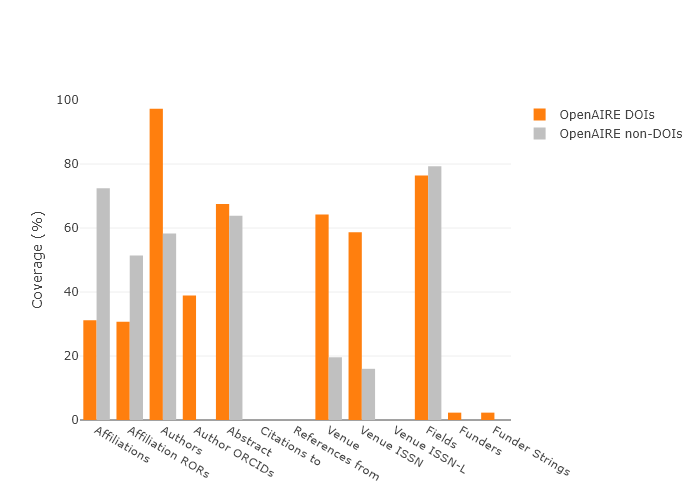 100
80
60
40
20
0
Coverage (%)
OpenAIRE DOIs
OpenAIRE non-DOIs
Affiliations
Affiliation RORs
Authors
Author ORCIDs
Abstract
Citations to
References from
Venue
Venue ISSN
Venue ISSN-L
Fields
Funders
Funder Strings